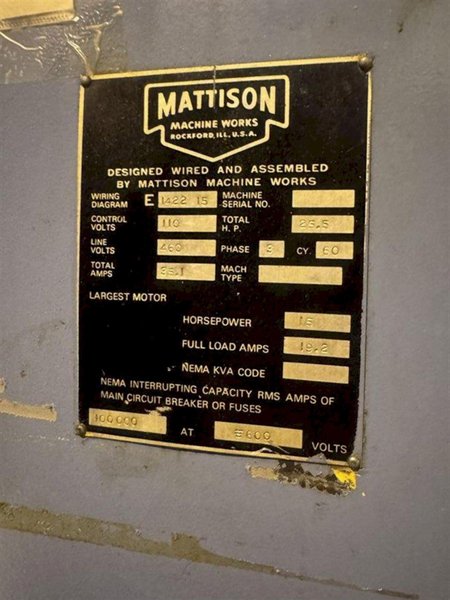 MATTISON
MACHINE WORKS
ROCKFORD, ILL, U.S.A.
DESIGNED WIRED AND ASSEMBLED
BY MATTISON MACHINE WORKS
WIRING DIAGRAM E 1422 15 MACHINE SERIAL NO.
CONTROL VOLTS 110 TOTAL H.P. 25.5
LINE VOLTS 460 PHASE 3 CY. 60
TOTAL AMPS 35.1 MACH TYPE
LARGEST MOTOR
HORSEPOWER 15
FULL LOAD AMPS 19.2
NEMA KVA CODE
NEMA INTERRUPTING CAPACITY RMS AMPS OF
MAIN CIRCUIT BREAKER OR FUSES
100000 AT 600 VOLTS